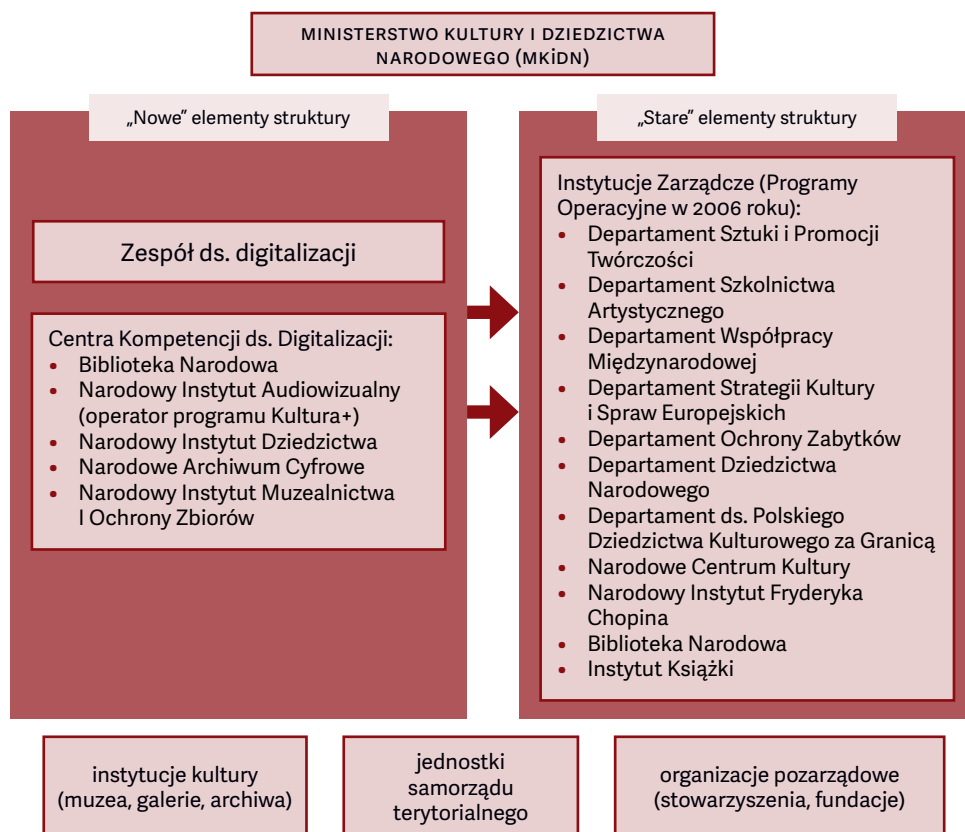 MINISTERSTWO KULTURY I DZIEDZICTWA
NARODOWEGO (MKiDN)
„Nowe” elementy struktury
Zespół ds. digitalizacji
Centra Kompetencji ds. Digitalizacji:
• Biblioteka Narodowa
• Narodowy Instytut Audiowizualny
(operator programu Kultura+)
• Narodowy Instytut Dziedzictwa
• Narodowe Archiwum Cyfrowe
• Narodowy Instytut Muzealnictwa
I Ochrony Zbiorów
„Stare” elementy struktury
Instytucje Zarządcze (Programy
Operacyjne w 2006 roku):
• Departament Sztuki i Promocji
Twórczości
• Departament Szkolnictwa
Artystycznego
• Departament Współpracy
Międzynarodowej
• Departament Strategii Kultury
i Spraw Europejskich
• Departament Ochrony Zabytków
• Departament Dziedzictwa
Narodowego
• Departament ds. Polskiego
Dziedzictwa Kulturowego za Granicą
• Narodowe Centrum Kultury
• Narodowy Instytut Fryderyka
Chopina
• Biblioteka Narodowa
• Instytut Książki
instytucje kultury
(muzea, galerie, archiwa)
jednostki
samorządu
terytorialnego
organizacje pozarządowe
(stowarzyszenia, fundacje)